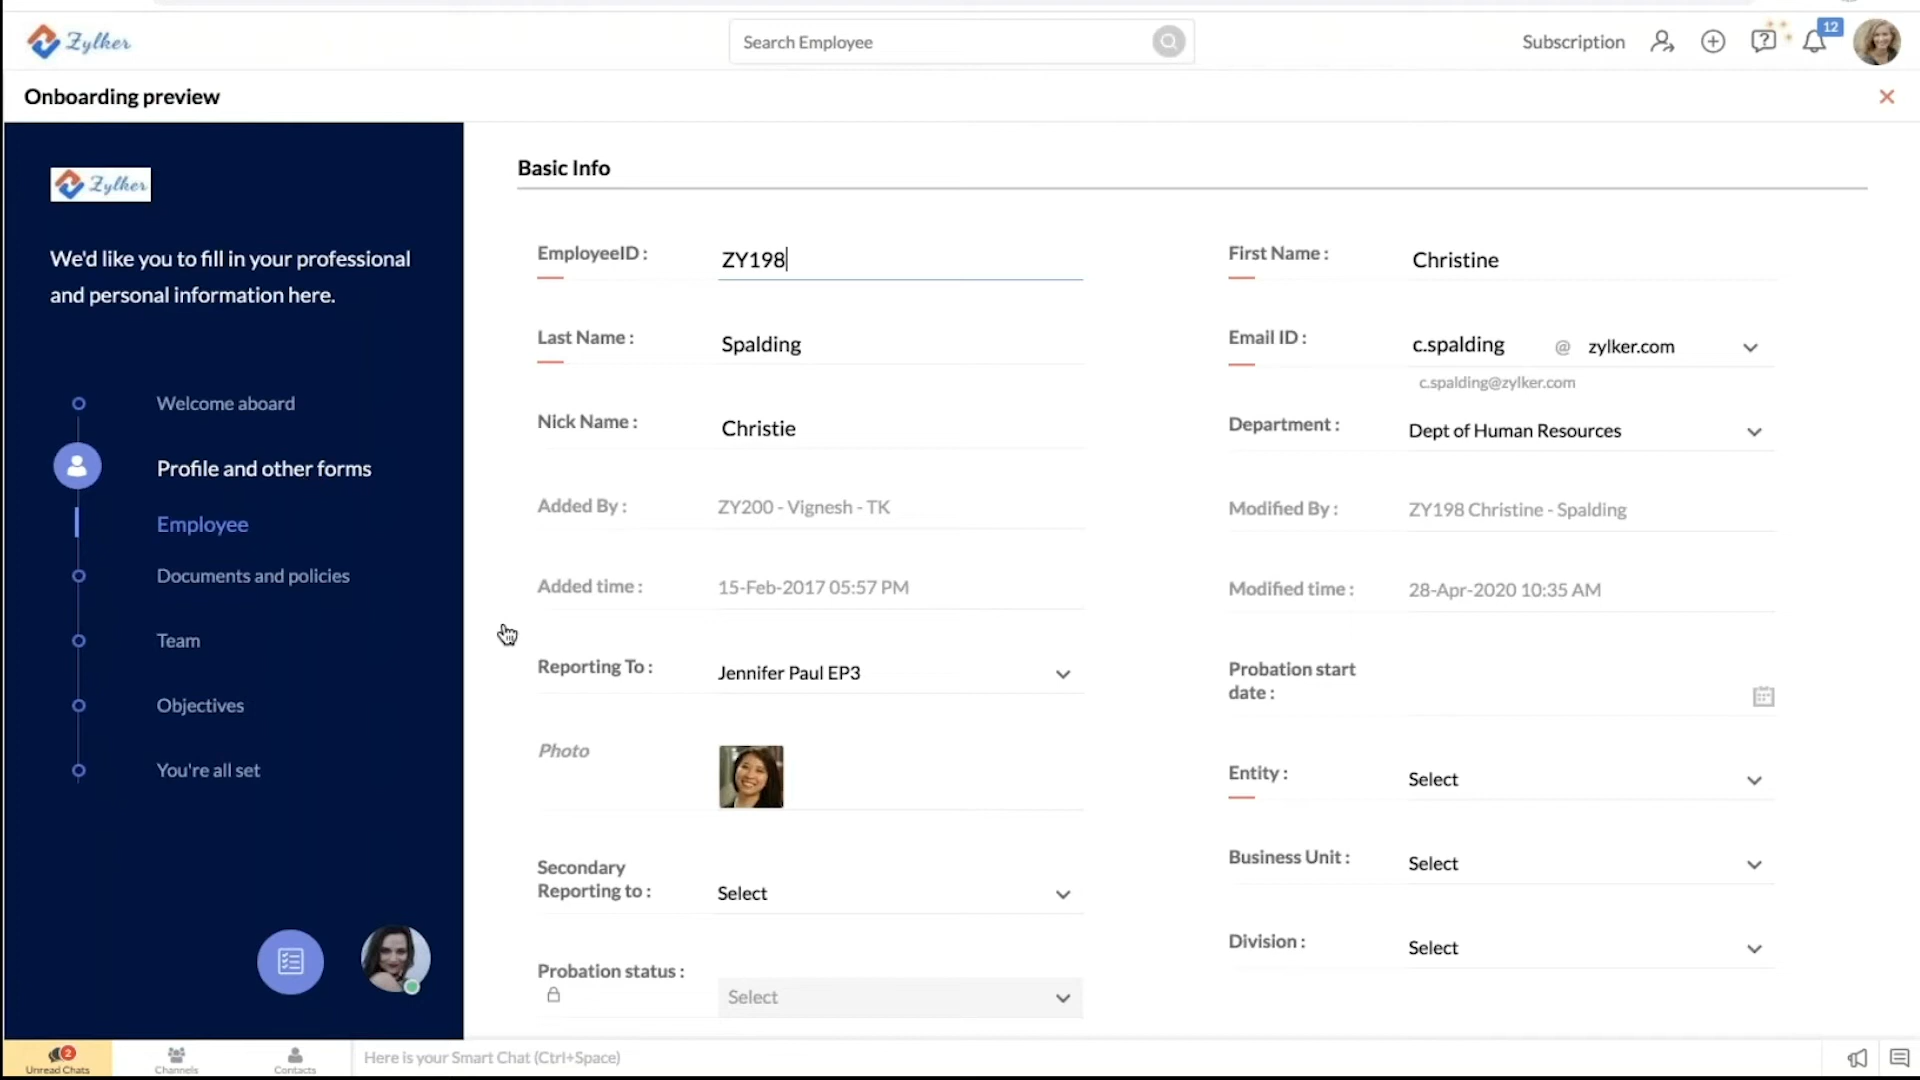 Zylker
Search Employee
Subscription
12
Onboarding preview
Zylker
We'd like you to fill in your professional
and personal information here.
Welcome aboard
Profile and other forms
Employee
Documents and policies
Team
Objectives
You're all set
Basic Info
EmployeeID : ZY198
First Name : Christine
Last Name : Spalding
Email ID : c.spalding @ zylker.com
c.spalding@zylker.com
Nick Name : Christie
Department : Dept of Human Resources
Added By : ZY200 - Vignesh - TK
Modified By : ZY198 Christine - Spalding
Added time : 15-Feb-2017 05:57 PM
Modified time : 28-Apr-2020 10:35 AM
Reporting To : Jennifer Paul EP3
Probation start
date :
Photo
Entity : Select
Business Unit : Select
Secondary
Reporting to : Select
Division : Select
Probation status :
Select
2
Unread Chats
Channels
Contacts
Here is your Smart Chat (Ctrl+Space)